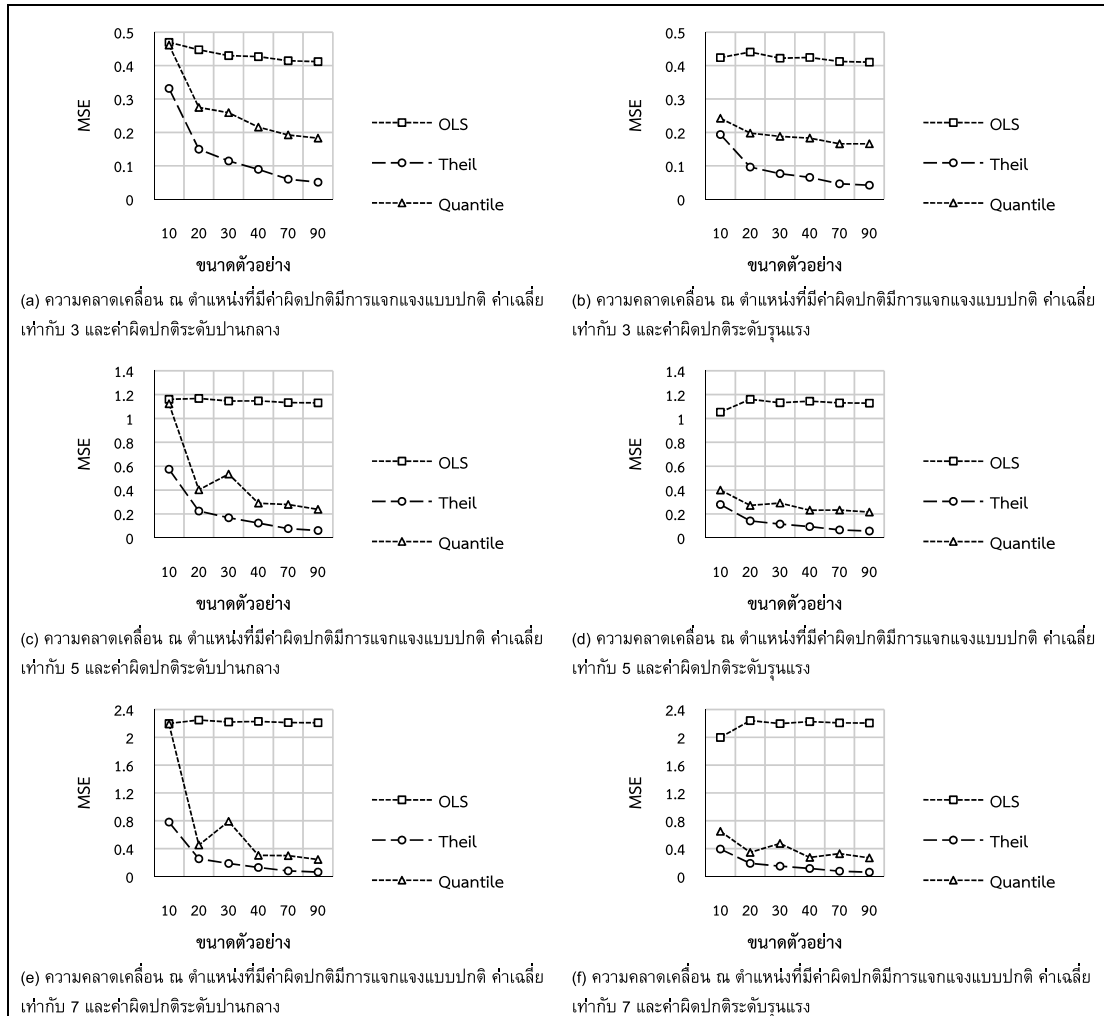 0.5
0.4
0.3
0.2
0.1
0
MSE
10 20 30 40 70 90
ขนาดตัวอย่าง
OLS
Theil
Quantile
(a) ความคลาดเคลื่อน ณ ตำแหน่งที่มีค่าผิดปกติมีการแจกแจงแบบปกติ ค่าเฉลี่ย
เท่ากับ 3 และค่าผิดปกติระดับปานกลาง
0.5
0.4
0.3
0.2
0.1
0
MSE
10 20 30 40 70 90
ขนาดตัวอย่าง
OLS
Theil
Quantile
(b) ความคลาดเคลื่อน ณ ตำแหน่งที่มีค่าผิดปกติมีการแจกแจงแบบปกติ ค่าเฉลี่ย
เท่ากับ 3 และค่าผิดปกติระดับรุนแรง
1.4
1.2
1
0.8
0.6
0.4
0.2
0
MSE
10 20 30 40 70 90
ขนาดตัวอย่าง
OLS
Theil
Quantile
(c) ความคลาดเคลื่อน ณ ตำแหน่งที่มีค่าผิดปกติมีการแจกแจงแบบปกติ ค่าเฉลี่ย
เท่ากับ 5 และค่าผิดปกติระดับปานกลาง
1.4
1.2
1
0.8
0.6
0.4
0.2
0
MSE
10 20 30 40 70 90
ขนาดตัวอย่าง
OLS
Theil
Quantile
(d) ความคลาดเคลื่อน ณ ตำแหน่งที่มีค่าผิดปกติมีการแจกแจงแบบปกติ ค่าเฉลี่ย
เท่ากับ 5 และค่าผิดปกติระดับรุนแรง
2.4
2
1.6
1.2
0.8
0.4
0
MSE
10 20 30 40 70 90
ขนาดตัวอย่าง
OLS
Theil
Quantile
(e) ความคลาดเคลื่อน ณ ตำแหน่งที่มีค่าผิดปกติมีการแจกแจงแบบปกติ ค่าเฉลี่ย
เท่ากับ 7 และค่าผิดปกติระดับปานกลาง
2.4
2
1.6
1.2
0.8
0.4
0
MSE
10 20 30 40 70 90
ขนาดตัวอย่าง
OLS
Theil
Quantile
(f) ความคลาดเคลื่อน ณ ตำแหน่งที่มีค่าผิดปกติมีการแจกแจงแบบปกติ ค่าเฉลี่ย
เท่ากับ 7 และค่าผิดปกติระดับรุนแรง